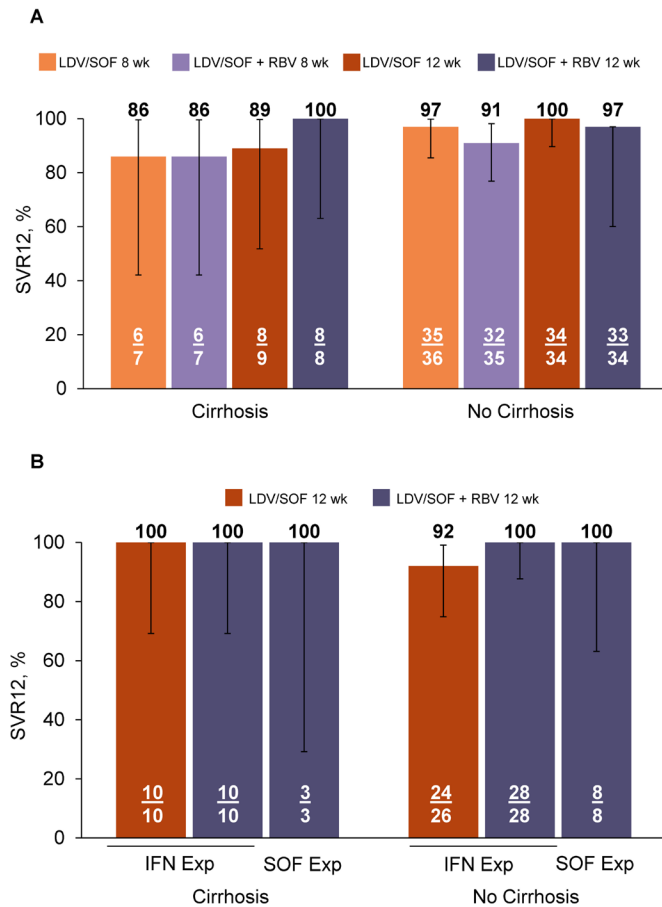 A
LDV/SOF 8 wk LDV/SOF + RBV 8 wk LDV/SOF 12 wk LDV/SOF + RBV 12 wk
86 86 89 100 97 91 100 97
100
80
60
40
20
0
SVR12, %
6 6 8 8 35 32 34 33
7 7 9 8 36 35 34 34
Cirrhosis No Cirrhosis
B
LDV/SOF 12 wk LDV/SOF + RBV 12 wk
100 100 100 92 100 100
100
80
60
40
20
0
SVR12, %
10 10 3 24 28 8
10 10 3 26 28 8
IFN Exp SOF Exp IFN Exp SOF Exp
Cirrhosis No Cirrhosis